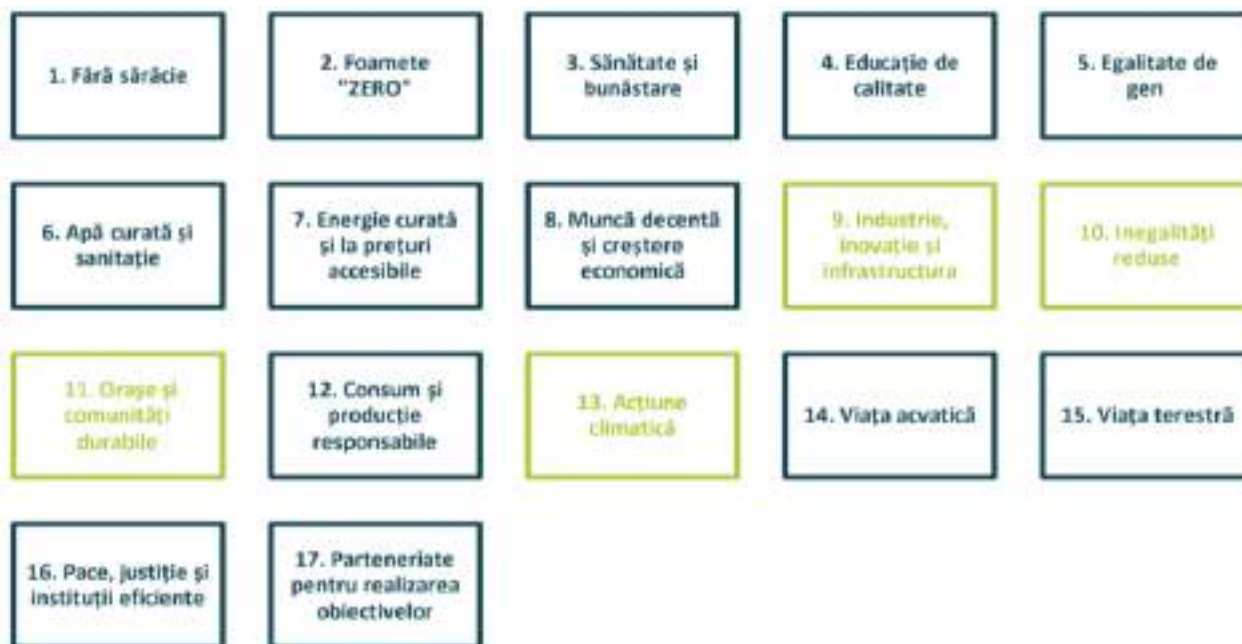 1. Fără sărăcie
2. Foamete
"ZERO"
3. Sănătate și
bunăstare
4. Educație de
calitate
5. Egalitate de
gen
6. Apă curată și
sanitație
7. Energie curată
și la prețuri
accesibile
8. Muncă decentă
și creștere
economică
9. Industrie,
inovație și
infrastructura
10. Inegalități
reduse
11. Orașe și
comunități
durabile
12. Consum și
producție
responsabile
13. Acțiune
climatică
14. Viața acvatică
15. Viața terestră
16. Pace, justiție și
instituții eficiente
17. Parteneriate
pentru realizarea
obiectivelor